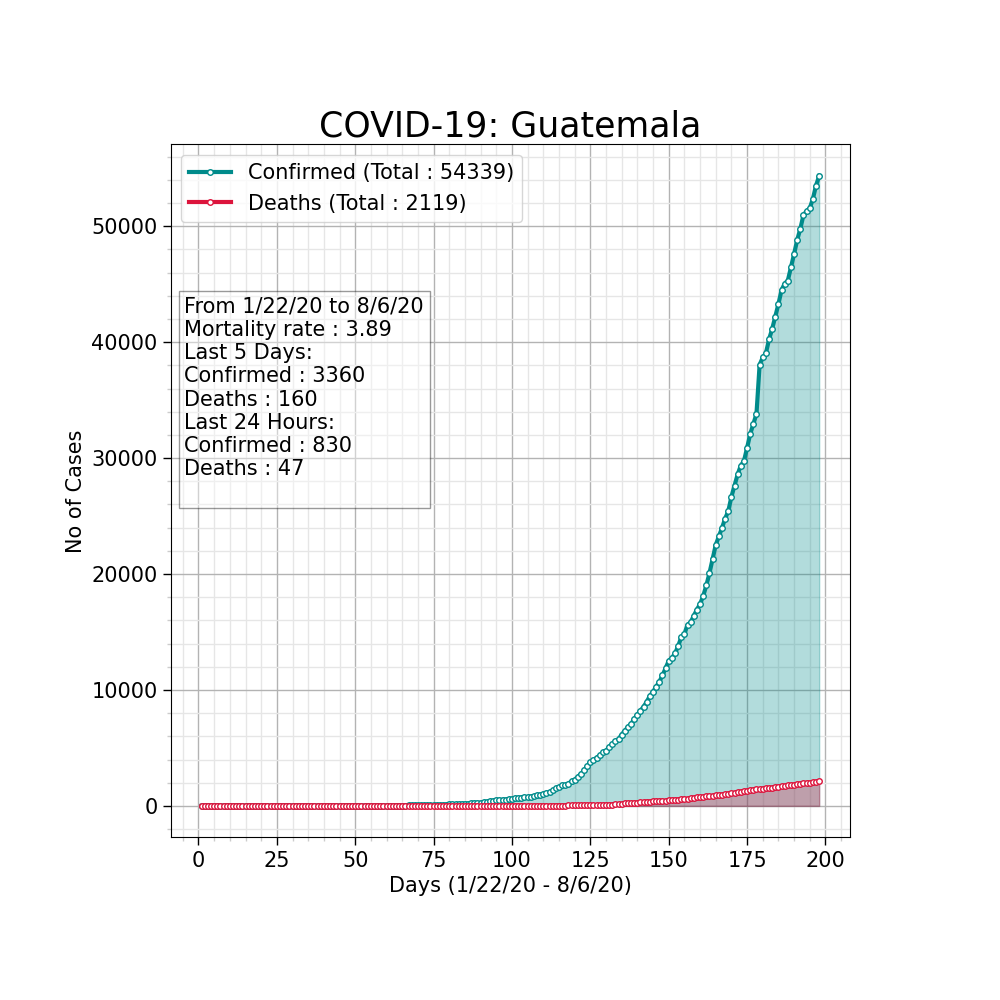 COVID-19: Guatemala
Confirmed (Total : 54339)
Deaths (Total : 2119)
From 1/22/20 to 8/6/20
Mortality rate : 3.89
Last 5 Days:
Confirmed : 3360
Deaths : 160
Last 24 Hours:
Confirmed : 830
Deaths : 47
No of Cases
50000
40000
30000
20000
10000
0
0 25 50 75 100 125 150 175 200
Days (1/22/20 - 8/6/20)